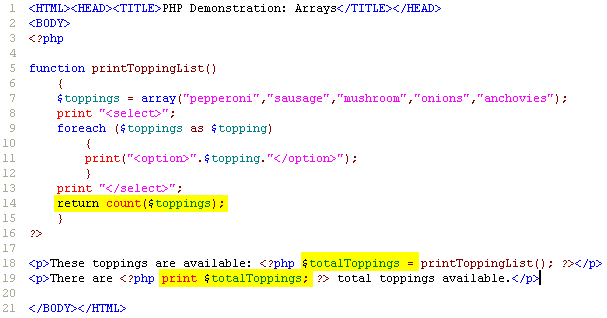 1 <HTML><HEAD><TITLE>PHP Demonstration: Arrays</TITLE></HEAD>
2 <BODY>
3 <?php
4
5 function printToppingList()
6 {
7 $toppings = array("pepperoni","sausage","mushroom","onions","anchovies");
8 print "<select>";
9 foreach ($toppings as $topping)
10 {
11 print("<option>".$topping."</option>");
12 }
13 print "</select>";
14 return count($toppings);
15 }
16 ?>
17
18 <p>These toppings are available: <?php $totalToppings = printToppingList(); ?></p>
19 <p>There are <?php print $totalToppings; ?> total toppings available.</p>
20
21 </BODY></HTML>